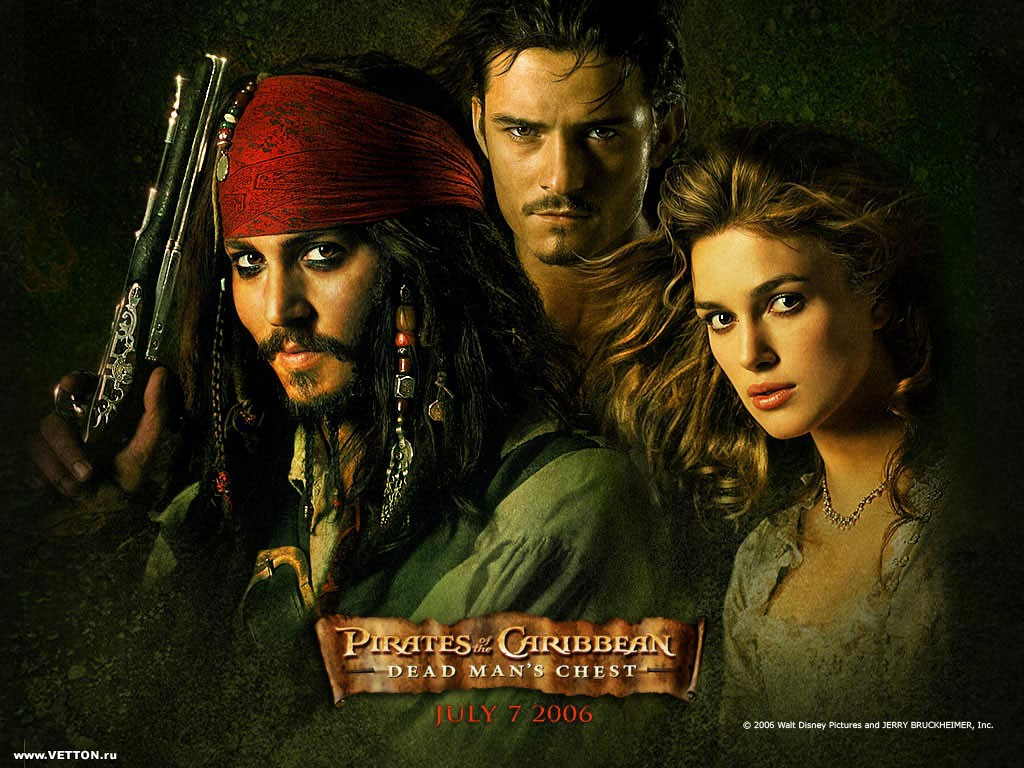 PIRATES of the CARIBBEAN
DEAD MAN'S CHEST
JULY 7 2006
© 2006 Walt Disney Pictures and JERRY BRUCKHEIMER, Inc.
www.VETTON.ru